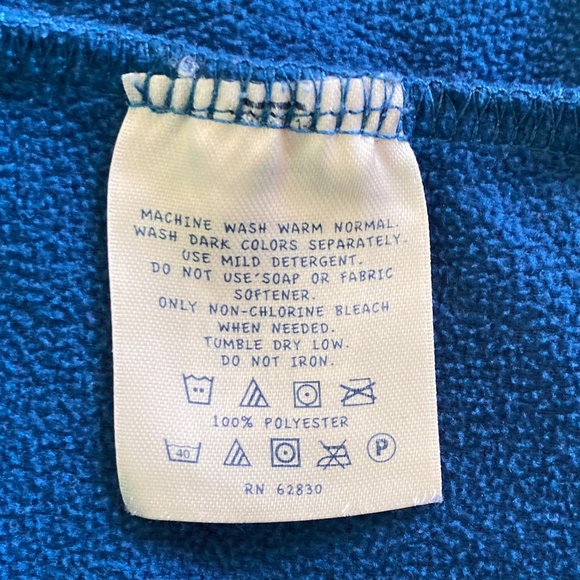 MACHINE WASH WARM NORMAL.
WASH DARK COLORS SEPARATELY.
USE MILD DETERGENT.
DO NOT USE SOAP OR FABRIC
SOFTENER.
ONLY NON-CHLORINE BLEACH
WHEN NEEDED.
TUMBLE DRY LOW.
DO NOT IRON.
100% POLYESTER
40 P
RN 62830